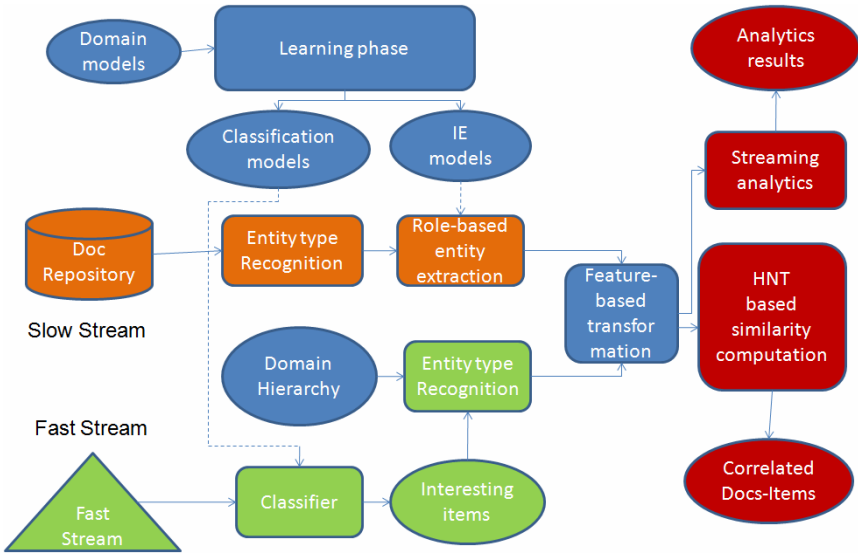 Domain
models
Learning phase
Analytics
results
Classification
models
IE
models
Streaming
analytics
Doc
Repository
Entity type
Recognition
Role-based
entity
extraction
Feature-
based
transfor
mation
HNT
based
similarity
computation
Slow Stream
Domain
Hierarchy
Entity type
Recognition
Fast Stream
Fast
Stream
Classifier
Interesting
items
Correlated
Docs-Items